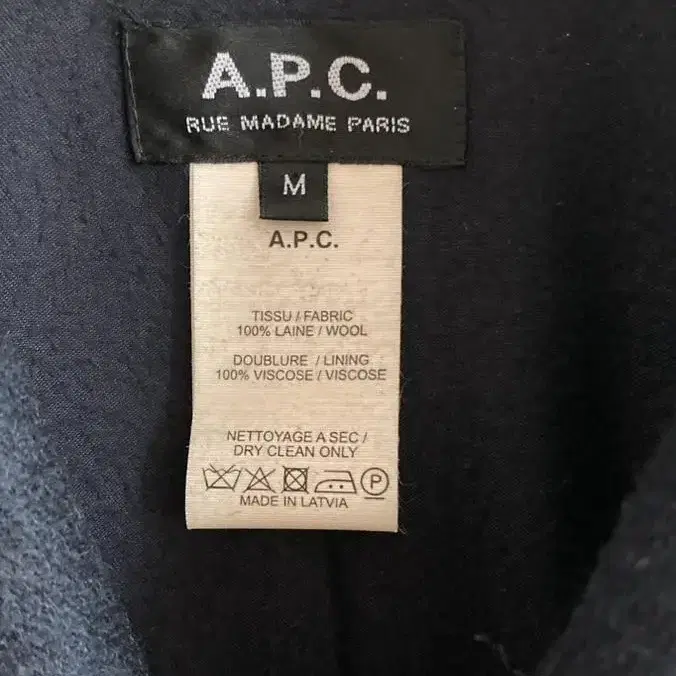 A.P.C.
RUE MADAME PARIS
M
A.P.C.
TISSU / FABRIC
100% LAINE / WOOL
DOUBLURE / LINING
100% VISCOSE / VISCOSE
NETTOYAGE A SEC /
DRY CLEAN ONLY
P
MADE IN LATVIA